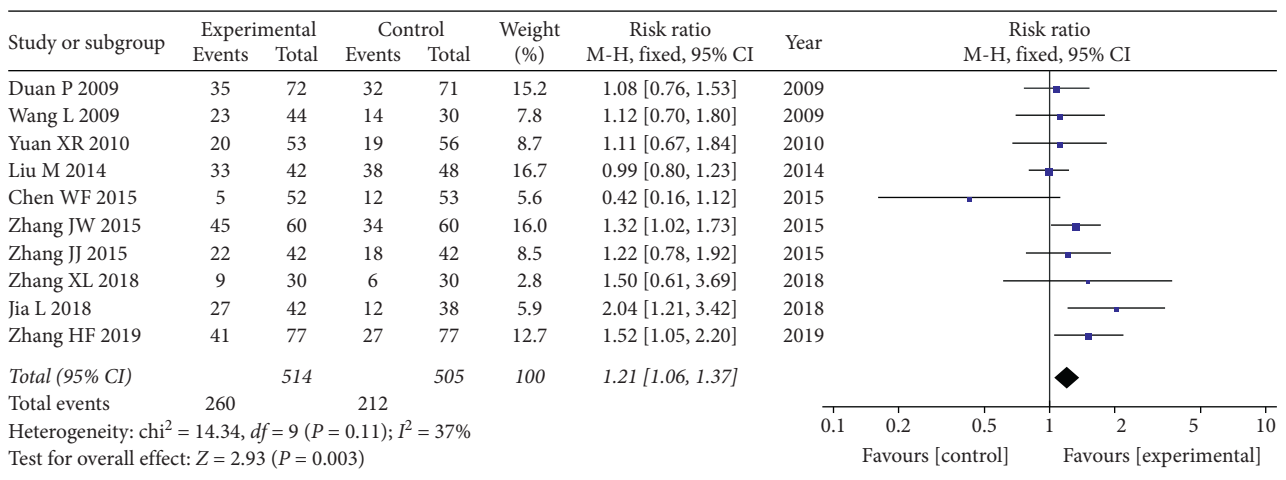 Study or subgroup Experimental Control Weight Risk ratio Year Risk ratio
Events Total Events Total (%) M-H, fixed, 95% CI M-H, fixed, 95% CI
Duan P 2009 35 72 32 71 15.2 1.08 [0.76, 1.53] 2009
Wang L 2009 23 44 14 30 7.8 1.12 [0.70, 1.80] 2009
Yuan XR 2010 20 53 19 56 8.7 1.11 [0.67, 1.84] 2010
Liu M 2014 33 42 38 48 16.7 0.99 [0.80, 1.23] 2014
Chen WF 2015 5 52 12 53 5.6 0.42 [0.16, 1.12] 2015
Zhang JW 2015 45 60 34 60 16.0 1.32 [1.02, 1.73] 2015
Zhang JJ 2015 22 42 18 42 8.5 1.22 [0.78, 1.92] 2015
Zhang XL 2018 9 30 6 30 2.8 1.50 [0.61, 3.69] 2018
Jia L 2018 27 42 12 38 5.9 2.04 [1.21, 3.42] 2018
Zhang HF 2019 41 77 27 77 12.7 1.52 [1.05, 2.20] 2019
Total (95% CI) 514 505 100 1.21 [1.06, 1.37]
Total events 260 212
Heterogeneity: chi² = 14.34, df = 9 (P = 0.11); I² = 37%
Test for overall effect: Z = 2.93 (P = 0.003)
0.1 0.2 0.5 1 2 5 10
Favours [control] Favours [experimental]